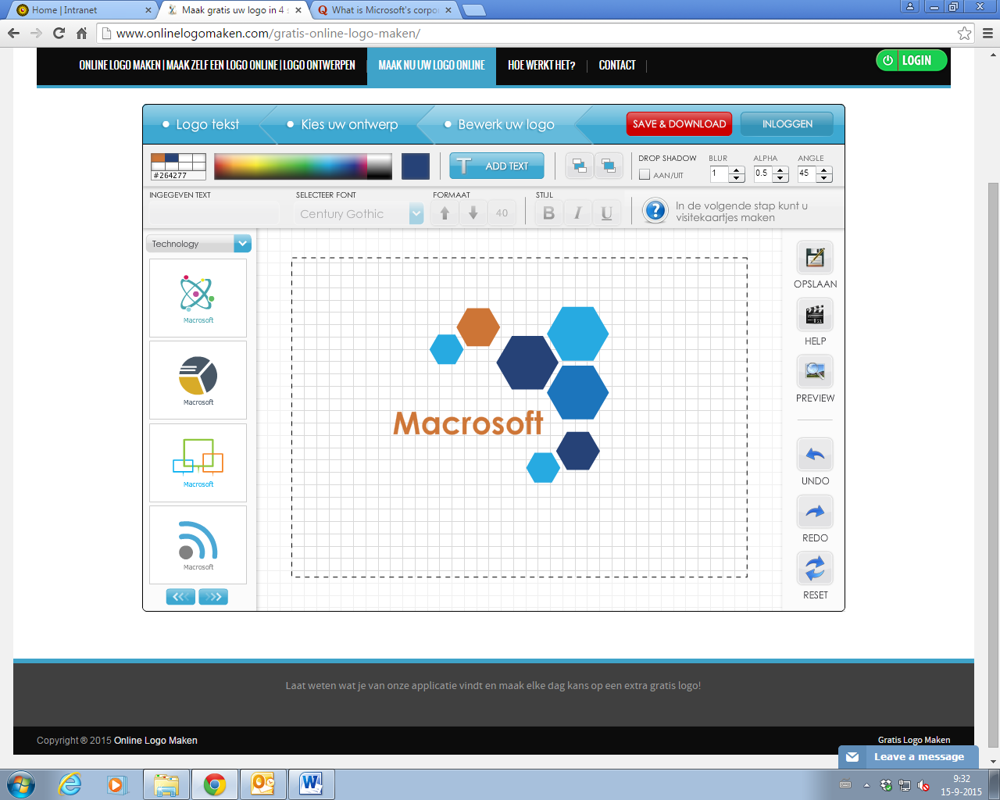 Home | Intranet
Maak gratis uw logo in 4 s
What is Microsoft's corpo
www.onlinelogomaken.com/gratis-online-logo-maken/
ONLINE LOGO MAKEN | MAAK ZELF EEN LOGO ONLINE | LOGO ONTWERPEN
MAAK NU UW LOGO ONLINE
HOE WERKT HET?
CONTACT
LOGIN
Logo tekst
Kies uw ontwerp
Bewerk uw logo
SAVE & DOWNLOAD
INLOGGEN
#264277
T ADD TEXT
DROP SHADOW
AAN/UIT
BLUR
1
ALPHA
0.5
ANGLE
45
INGEGEVEN TEXT
SELECTEER FONT
Century Gothic
FORMAAT
40
STIJL
B I U
?
In de volgende stap kunt u
visitekaartjes maken
Technology
Macrosoft
Macrosoft
Macrosoft
Macrosoft
Macrosoft
OPSLAAN
HELP
PREVIEW
UNDO
REDO
RESET
Laat weten wat je van onze applicatie vindt en maak elke dag kans op een extra gratis logo!
Copyright ® 2015 Online Logo Maken
Gratis Logo Maken
Leave a message
9:32
15-9-2015